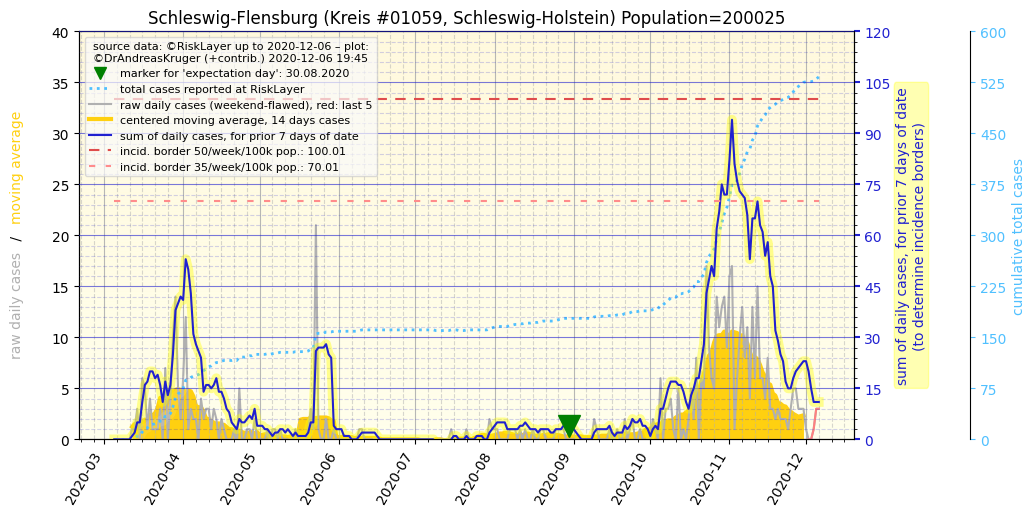 Schleswig-Flensburg (Kreis #01059, Schleswig-Holstein) Population=200025
source data: ©RiskLayer up to 2020-12-06 – plot:
©DrAndreasKruger (+contrib.) 2020-12-06 19:45
marker for 'expectation day': 30.08.2020
total cases reported at RiskLayer
raw daily cases (weekend-flawed), red: last 5
centered moving average, 14 days cases
sum of daily cases, for prior 7 days of date
incid. border 50/week/100k pop.: 100.01
incid. border 35/week/100k pop.: 70.01
raw daily cases / moving average
40
35
30
25
20
15
10
5
0
2020-03
2020-04
2020-05
2020-06
2020-07
2020-08
2020-09
2020-10
2020-11
2020-12
120
105
90
75
60
45
30
15
0
sum of daily cases, for prior 7 days of date
(to determine incidence borders)
600
525
450
375
300
225
150
75
0
cumulative total cases